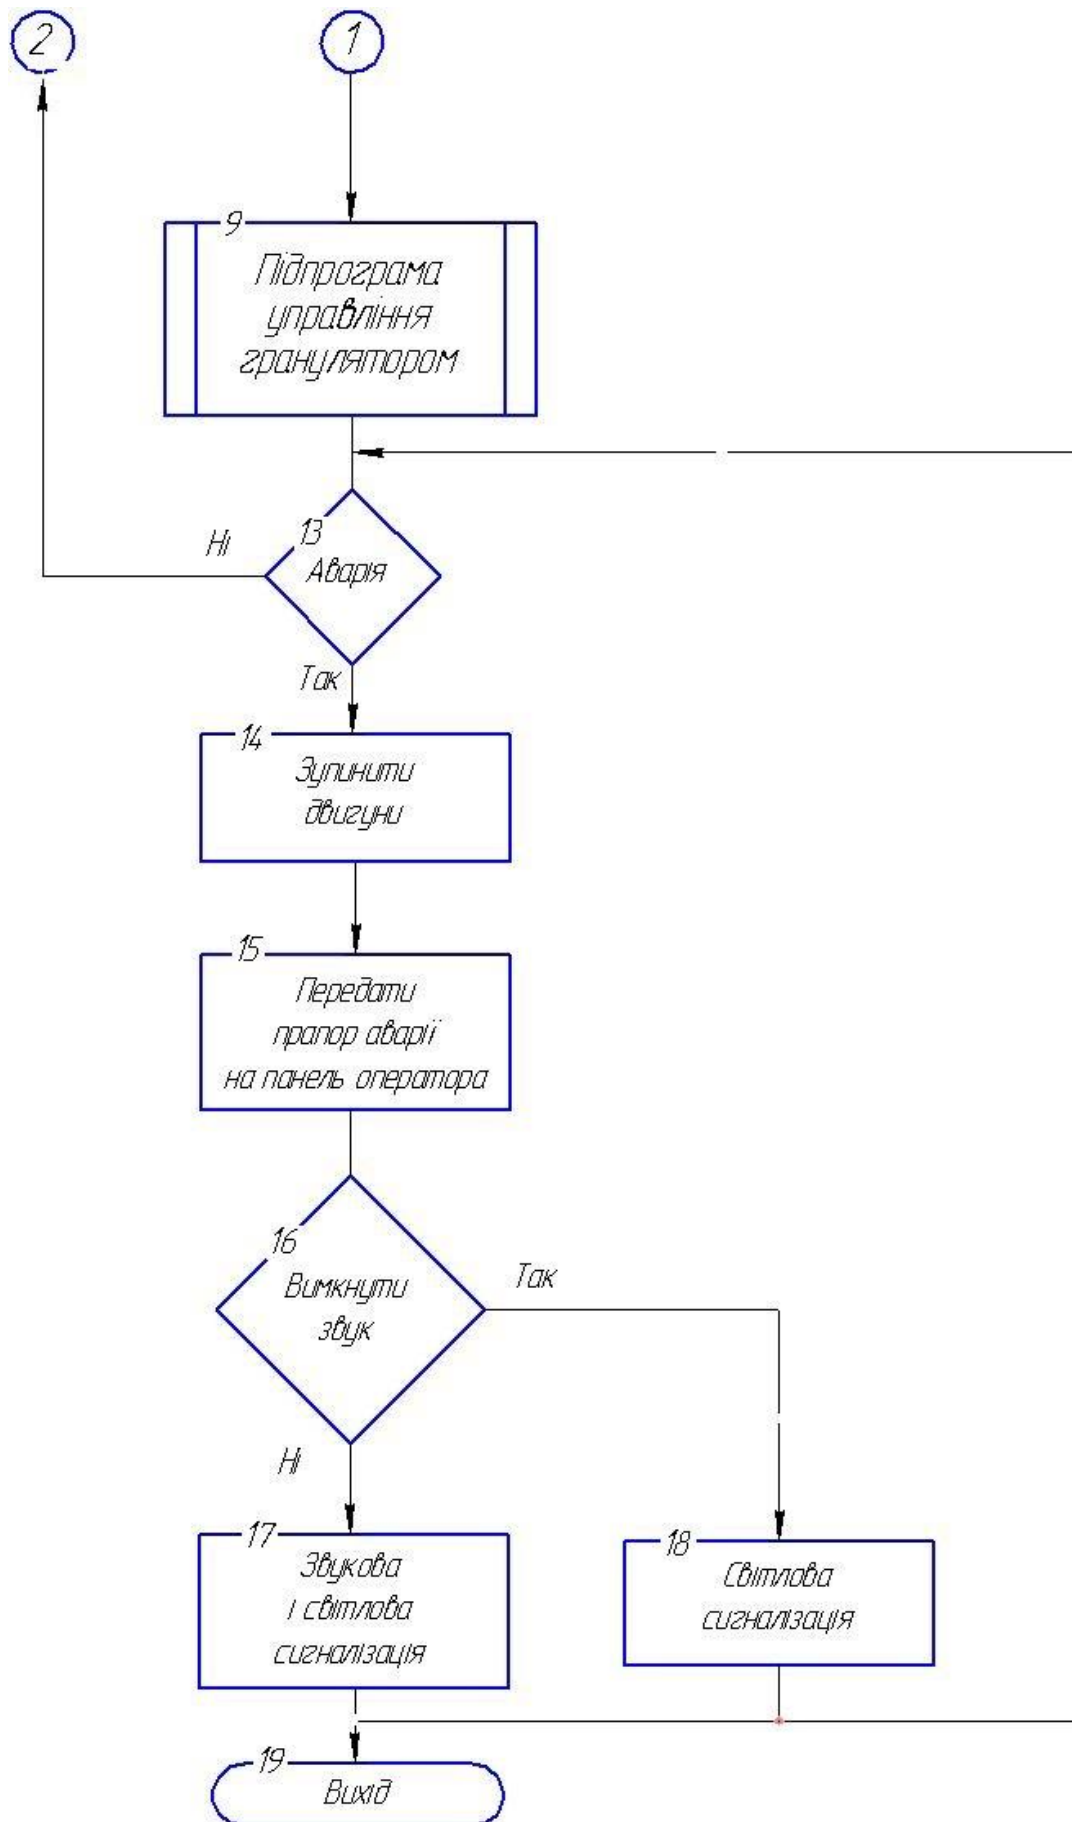 2
1
9
Підпрограма
управління
гранулятором
13
Ні
Аварія
Так
14
Зупинити
двигуни
15
Передати
прапор аварії
на панель оператора
16
Вимкнути
звук
Так
Ні
17
Звукова
і світлова
сигналізація
18
Світлова
сигналізація
19
Вихід